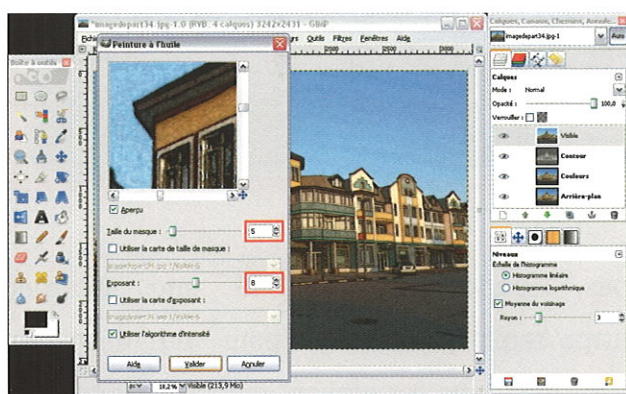 *imagedepart34.jpg-1.0 (RVB, 4 calques) 3242x2431 – GIMP
Outils Filtres Fenêtres Aide
Boîte à outils
Peinture à l'huile
Aperçu
Taille du masque : 5
Utiliser la carte de taille de masque :
Exposant : 8
Utiliser la carte d'exposant :
Utiliser l'algorithme d'intensité
Aide Valider Annuler
18,2% Visible (213,9 Mo)
Calques, Canaux, Chemins, Annule...
imagedepart34.jpg-1 Auto
Calques
Mode : Normal
Opacité : 100,0
Verrouiller :
Visible
Contour
Couleurs
Arrière-plan
Niveaux
Échelle de l'histogramme
Histogramme linéaire
Histogramme logarithmique
Moyenne du voisinage
Rayon : 3